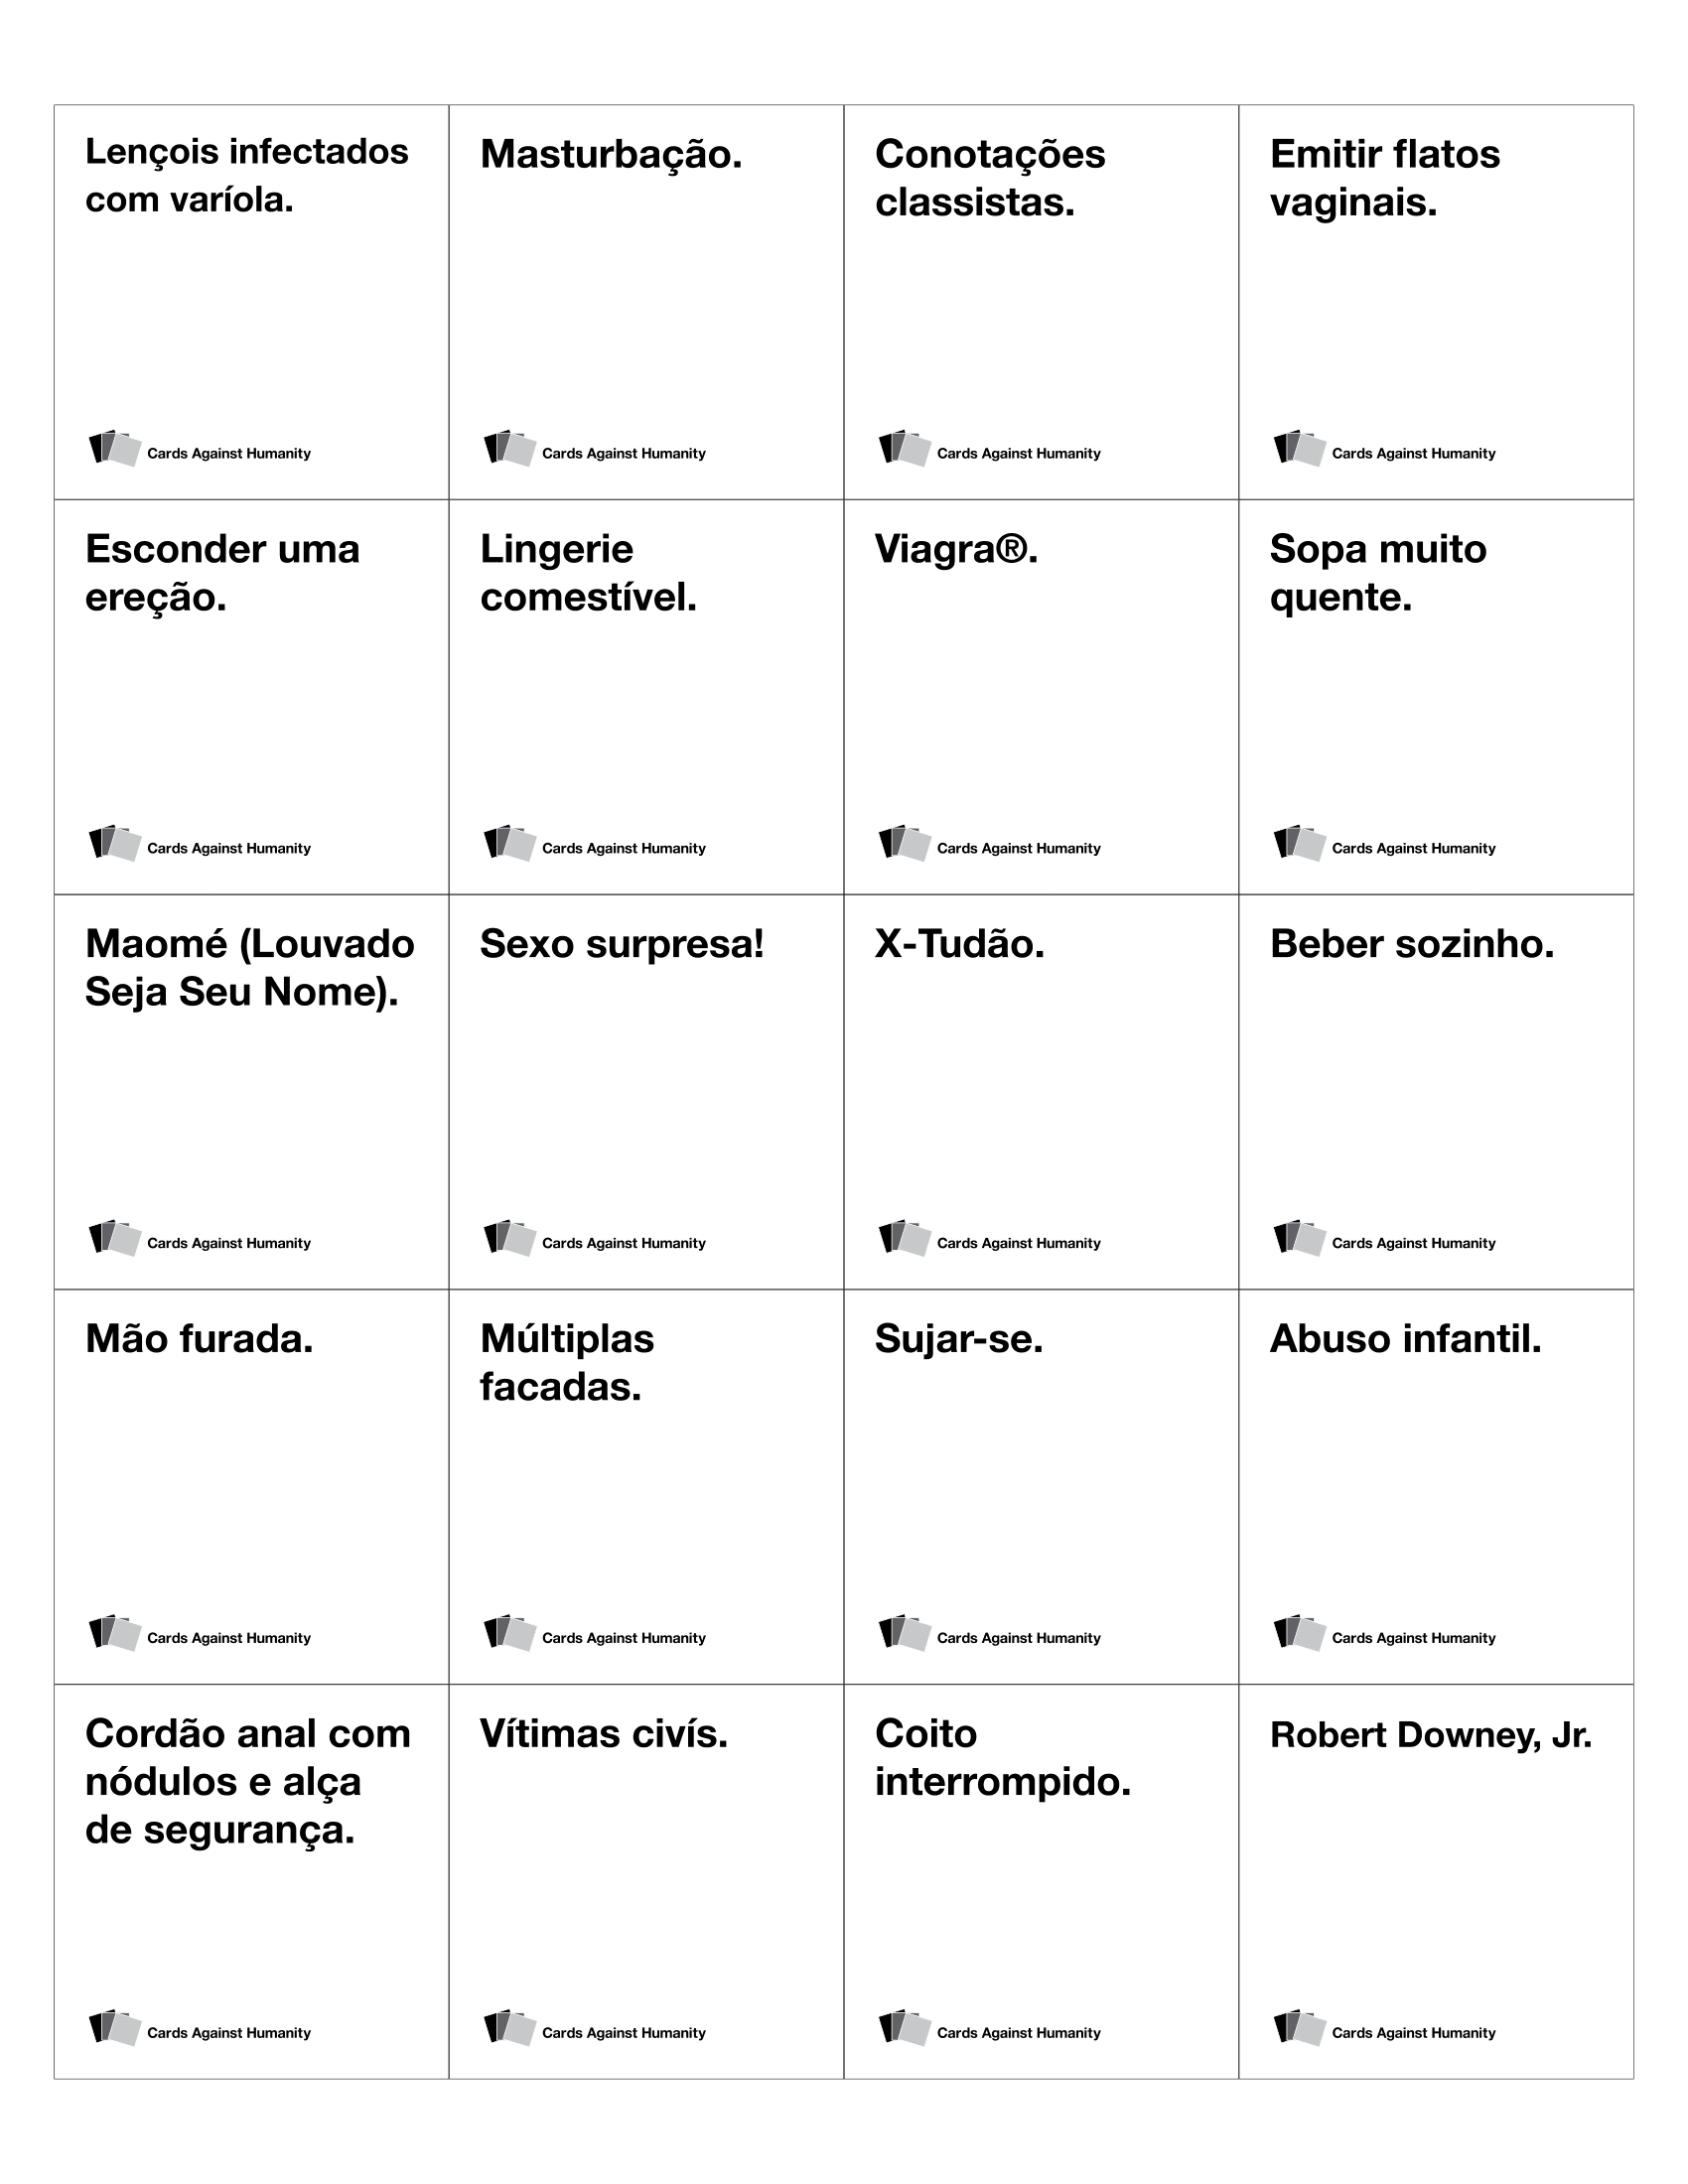 Lençois infectados
com varíola.
Cards Against Humanity
Masturbação.
Cards Against Humanity
Conotações
classistas.
Cards Against Humanity
Emitir flatos
vaginais.
Cards Against Humanity
Esconder uma
ereção.
Cards Against Humanity
Lingerie
comestível.
Cards Against Humanity
Viagra®.
Cards Against Humanity
Sopa muito
quente.
Cards Against Humanity
Maomé (Louvado
Seja Seu Nome).
Cards Against Humanity
Sexo surpresa!
Cards Against Humanity
X-Tudão.
Cards Against Humanity
Beber sozinho.
Cards Against Humanity
Mão furada.
Cards Against Humanity
Múltiplas
facadas.
Cards Against Humanity
Sujar-se.
Cards Against Humanity
Abuso infantil.
Cards Against Humanity
Cordão anal com
nódulos e alça
de segurança.
Cards Against Humanity
Vítimas civís.
Cards Against Humanity
Coito
interrompido.
Cards Against Humanity
Robert Downey, Jr.
Cards Against Humanity